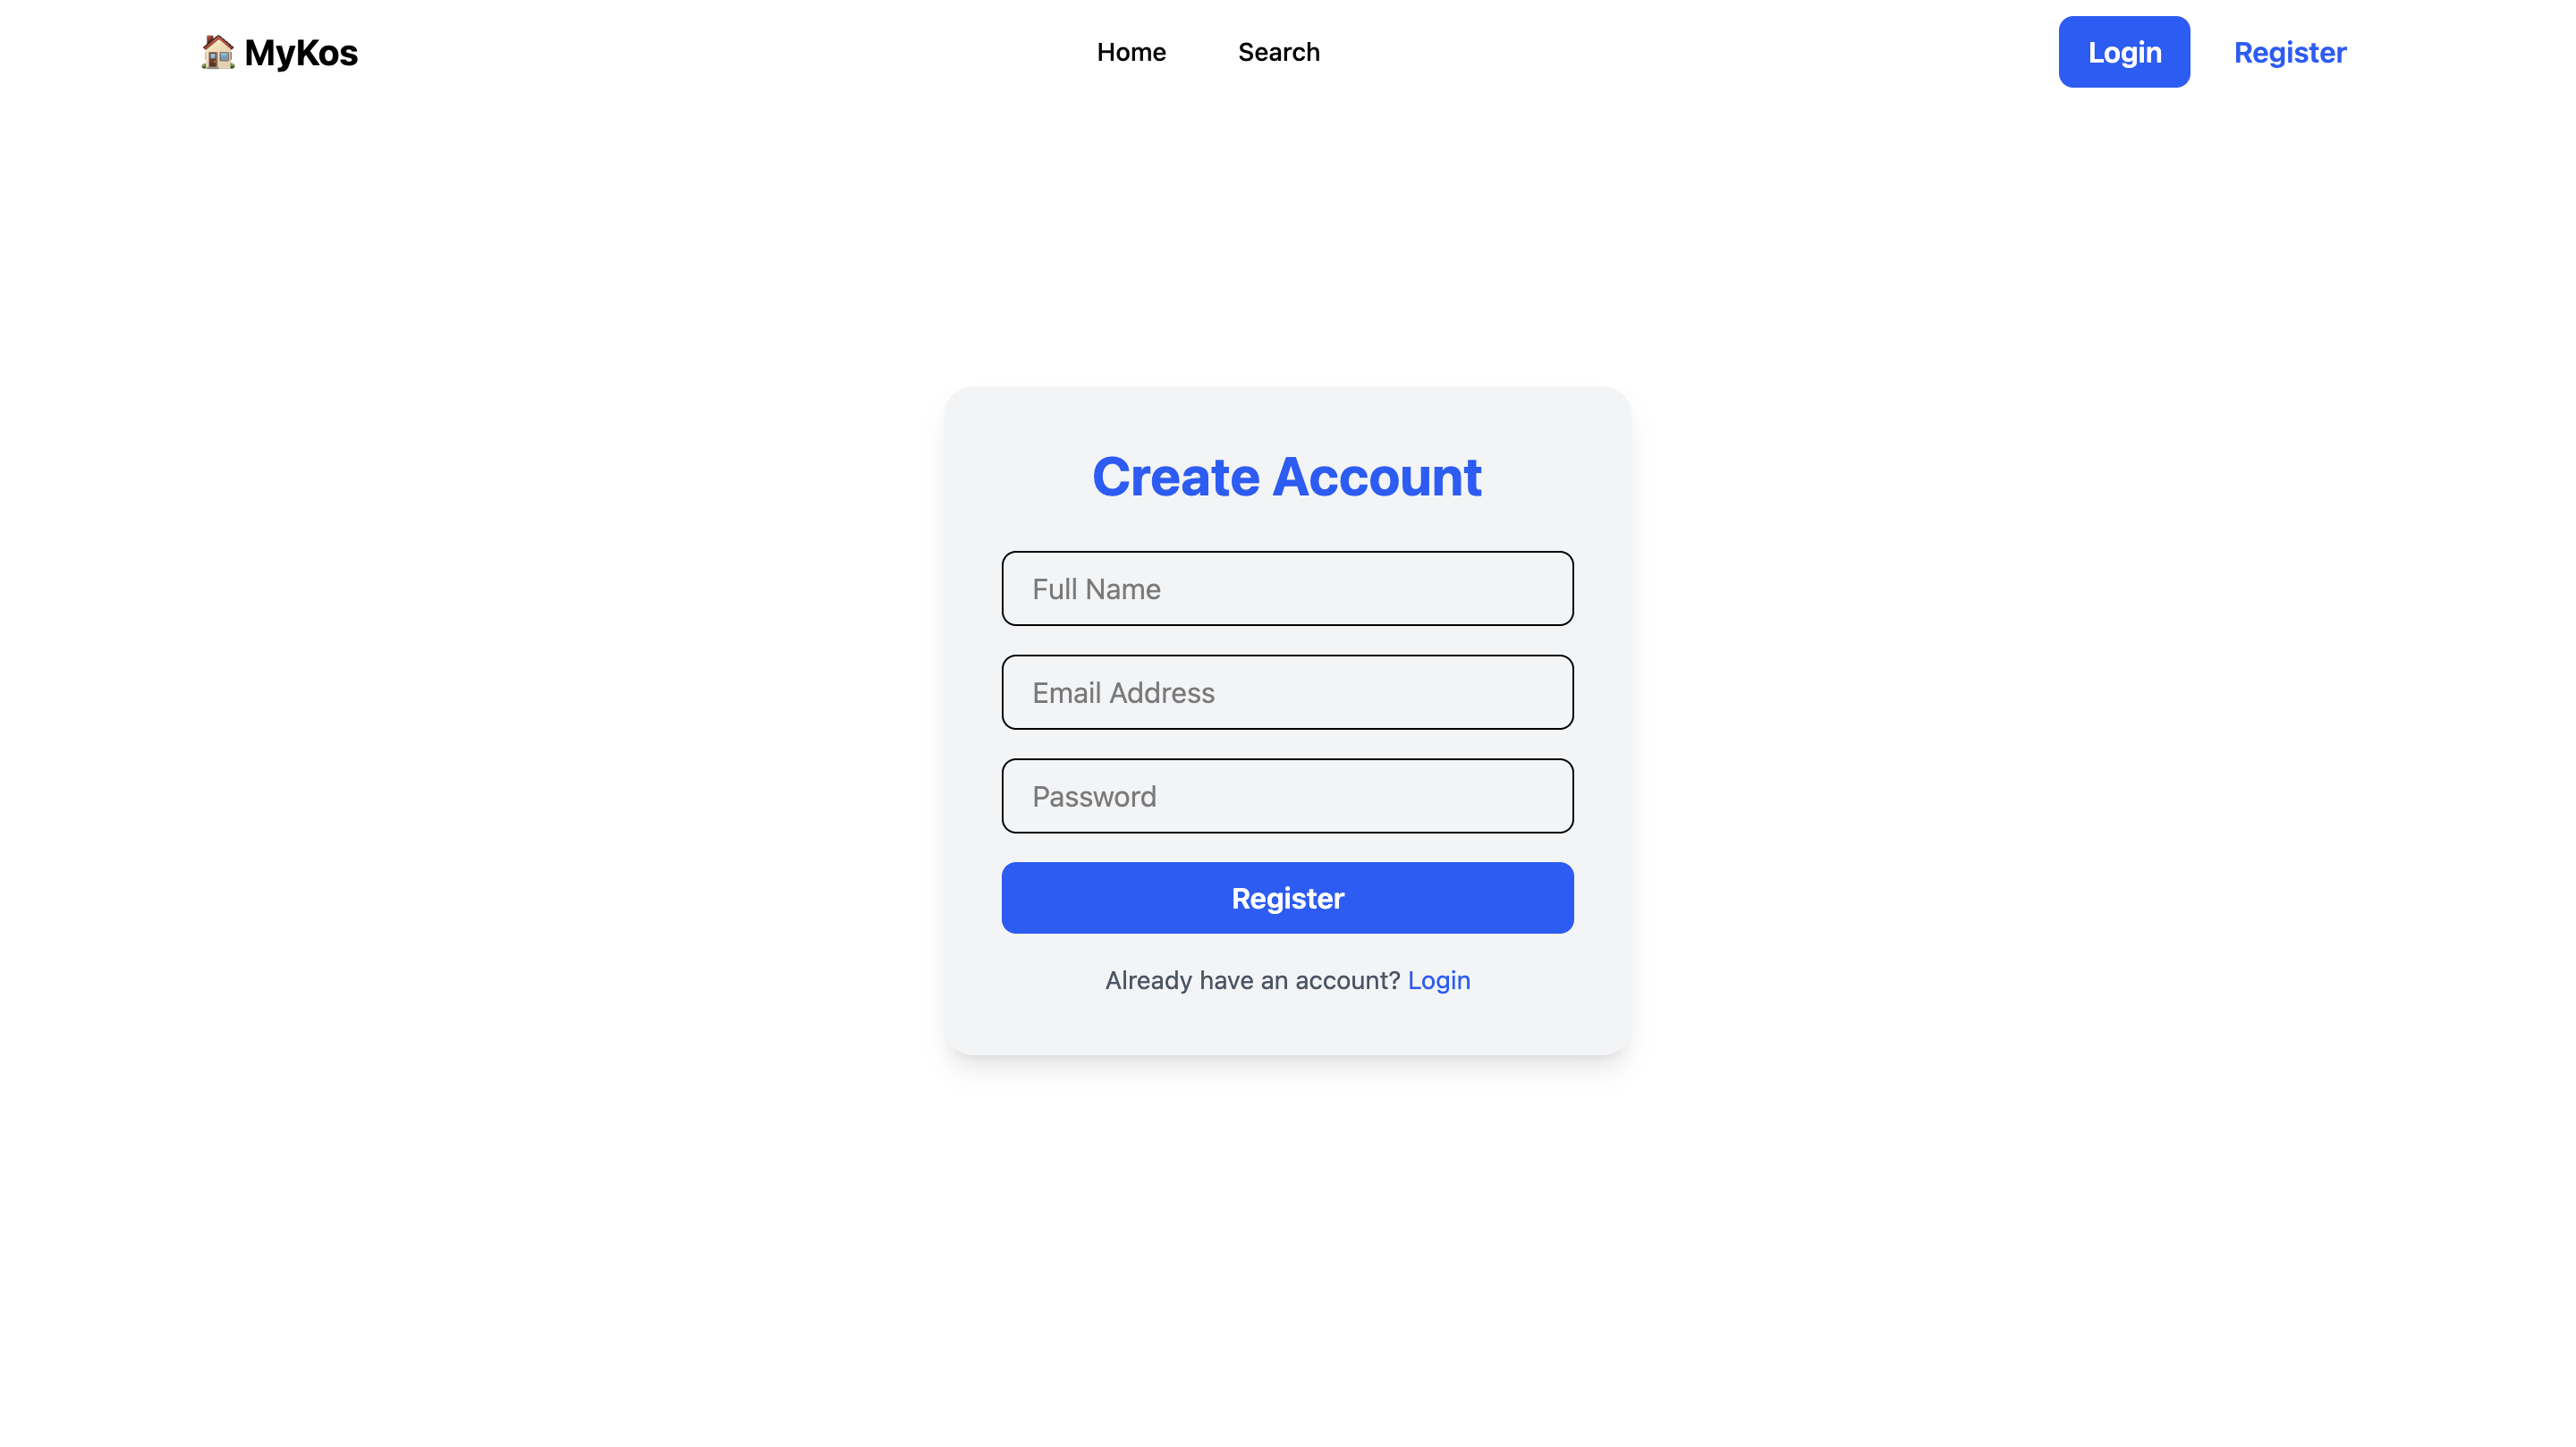 MyKos
Home
Search
Login
Register
Create Account
Full Name
Email Address
Password
Register
Already have an account? Login